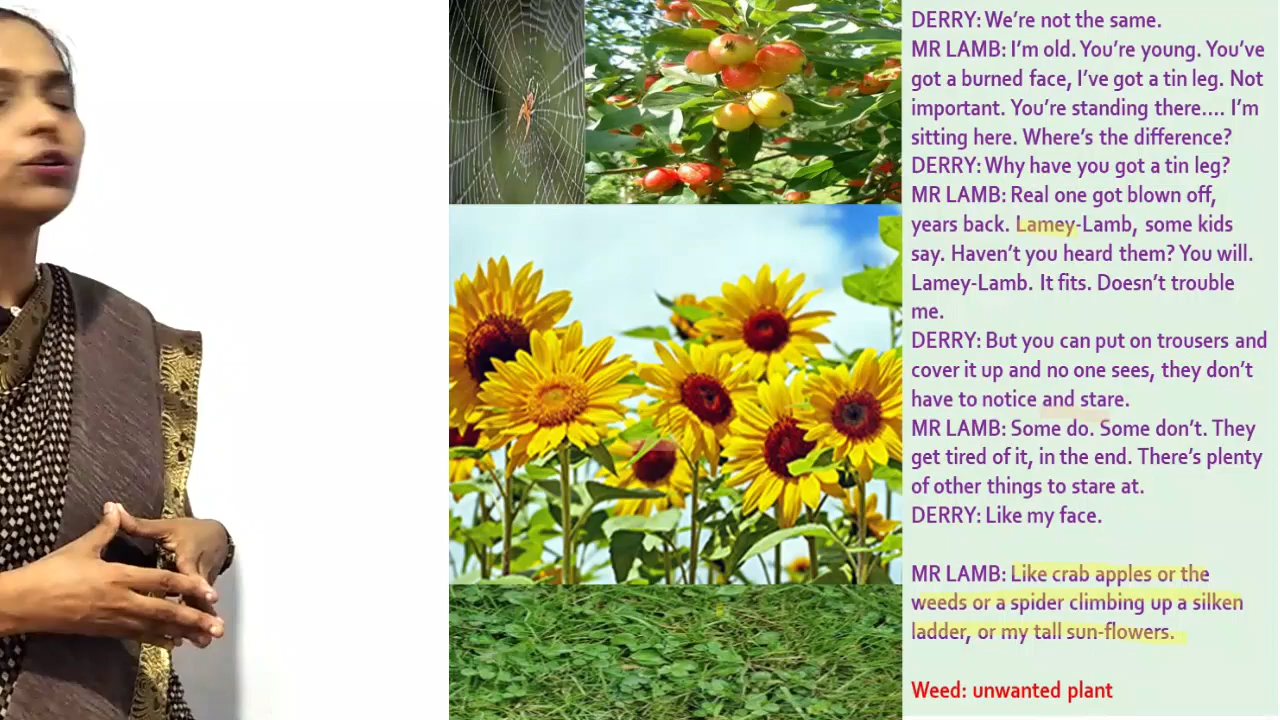 DERRY: We're not the same.
MR LAMB: I'm old. You're young. You've
got a burned face, I've got a tin leg. Not
important. You're standing there.... I'm
sitting here. Where's the difference?
DERRY: Why have you got a tin leg?
MR LAMB: Real one got blown off,
years back. Lamey-Lamb, some kids
say. Haven't you heard them? You will.
Lamey-Lamb. It fits. Doesn't trouble
me.
DERRY: But you can put on trousers and
cover it up and no one sees, they don't
have to notice and stare.
MR LAMB: Some do. Some don't. They
get tired of it, in the end. There's plenty
of other things to stare at.
DERRY: Like my face.
MR LAMB: Like crab apples or the
weeds or a spider climbing up a silken
ladder, or my tall sun-flowers.
Weed: unwanted plant